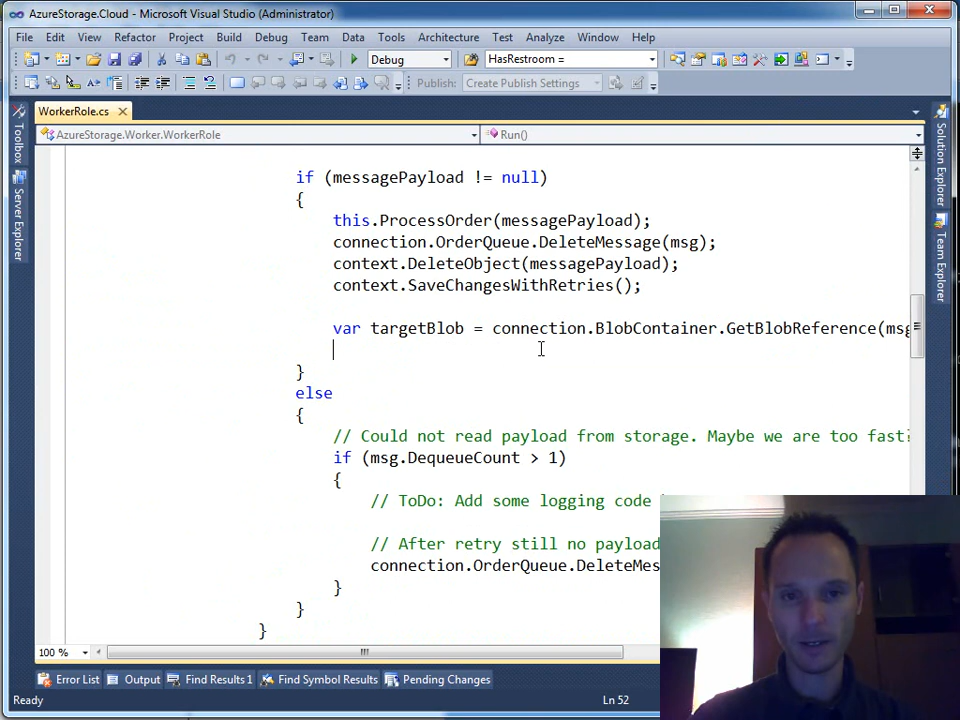 AzureStorage.Cloud - Microsoft Visual Studio (Administrator)
File Edit View Refactor Project Build Debug Team Data Tools Architecture Test Analyze Window Help
Debug HasRestroom =
Publish: Create Publish Settings
WorkerRole.cs
AzureStorage.Worker.WorkerRole Run()
Toolbox
Server Explorer
Solution Explorer
Team Explorer
if (messagePayload != null)
{
this.ProcessOrder(messagePayload);
connection.OrderQueue.DeleteMessage(msg);
context.DeleteObject(messagePayload);
context.SaveChangesWithRetries();
var targetBlob = connection.BlobContainer.GetBlobReference(msg
}
else
{
// Could not read payload from storage. Maybe we are too fast?
if (msg.DequeueCount > 1)
{
// ToDo: Add some logging code
// After retry still no payload
connection.OrderQueue.DeleteMes
}
}
}
100 %
Error List Output Find Results 1 Find Symbol Results Pending Changes
Ready Ln 52